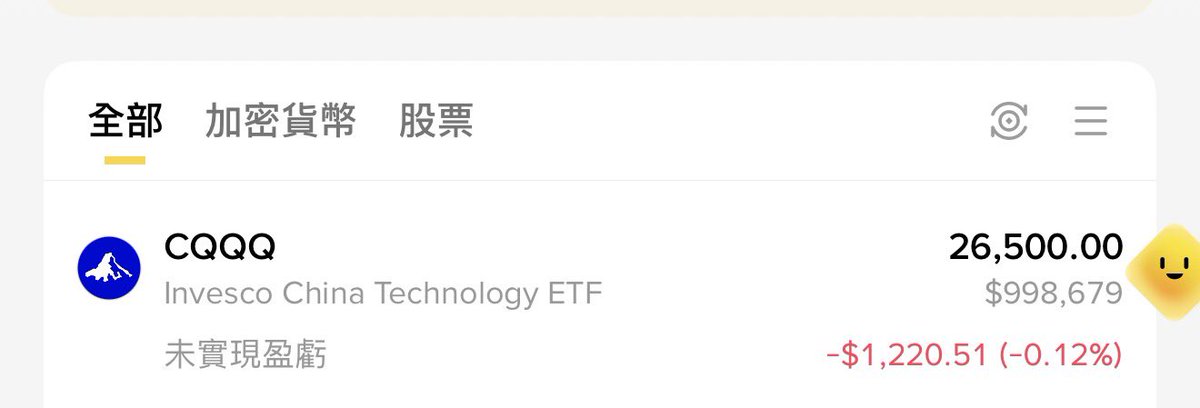 全部 加密貨幣 股票
CQQQ 26,500.00
Invesco China Technology ETF $998,679
未實現盈虧 -$1,220.51 (-0.12%)